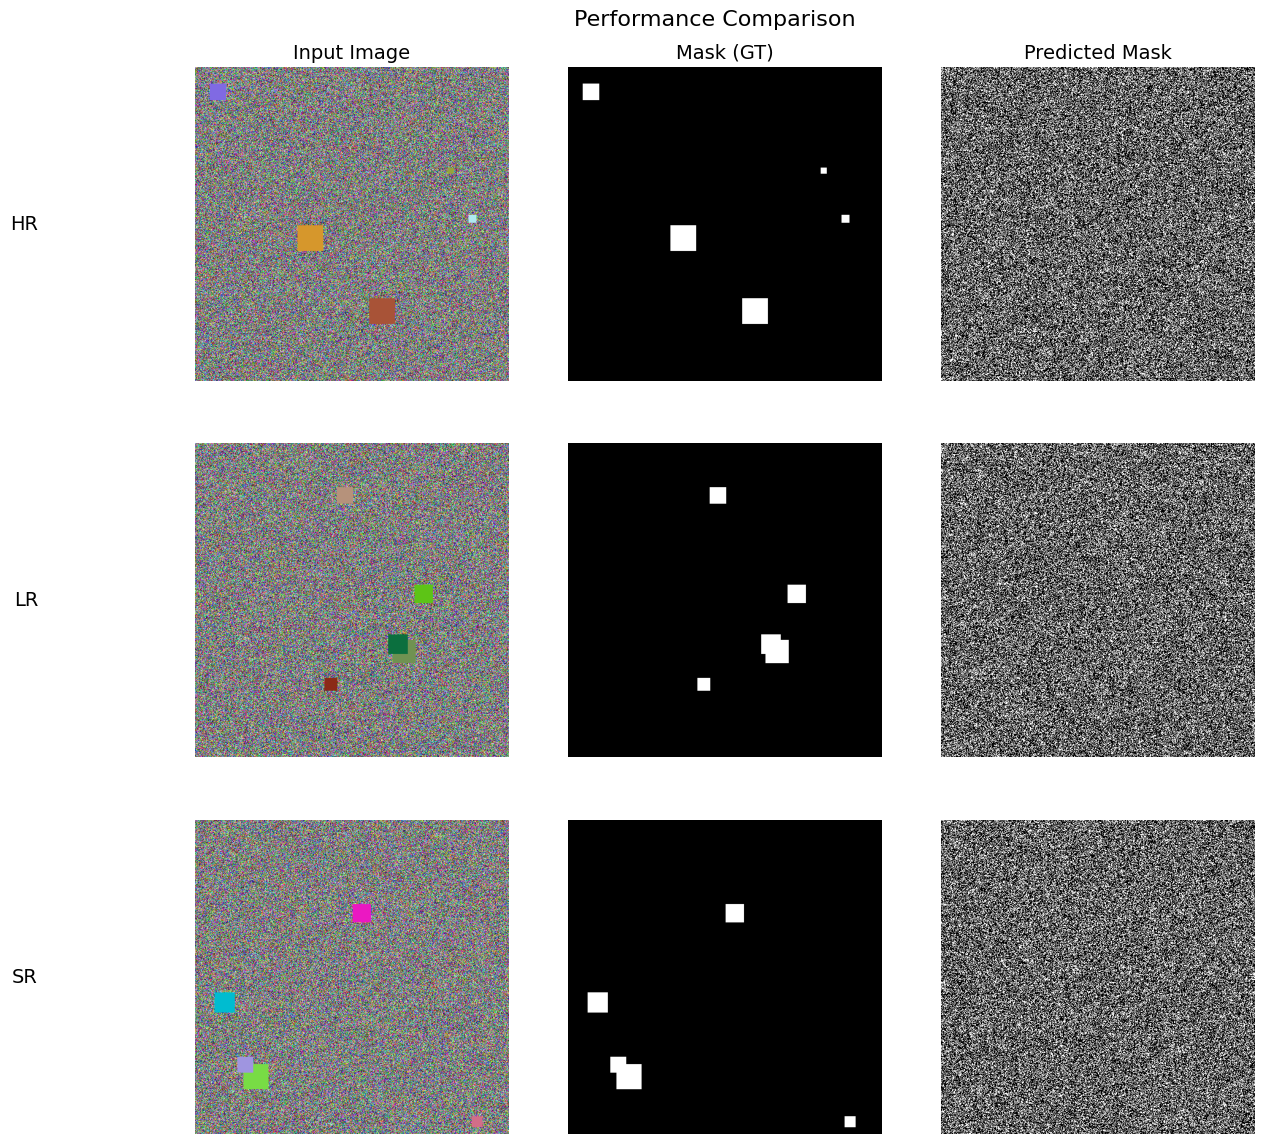 Performance Comparison
Input Image
Mask (GT)
Predicted Mask
HR
LR
SR